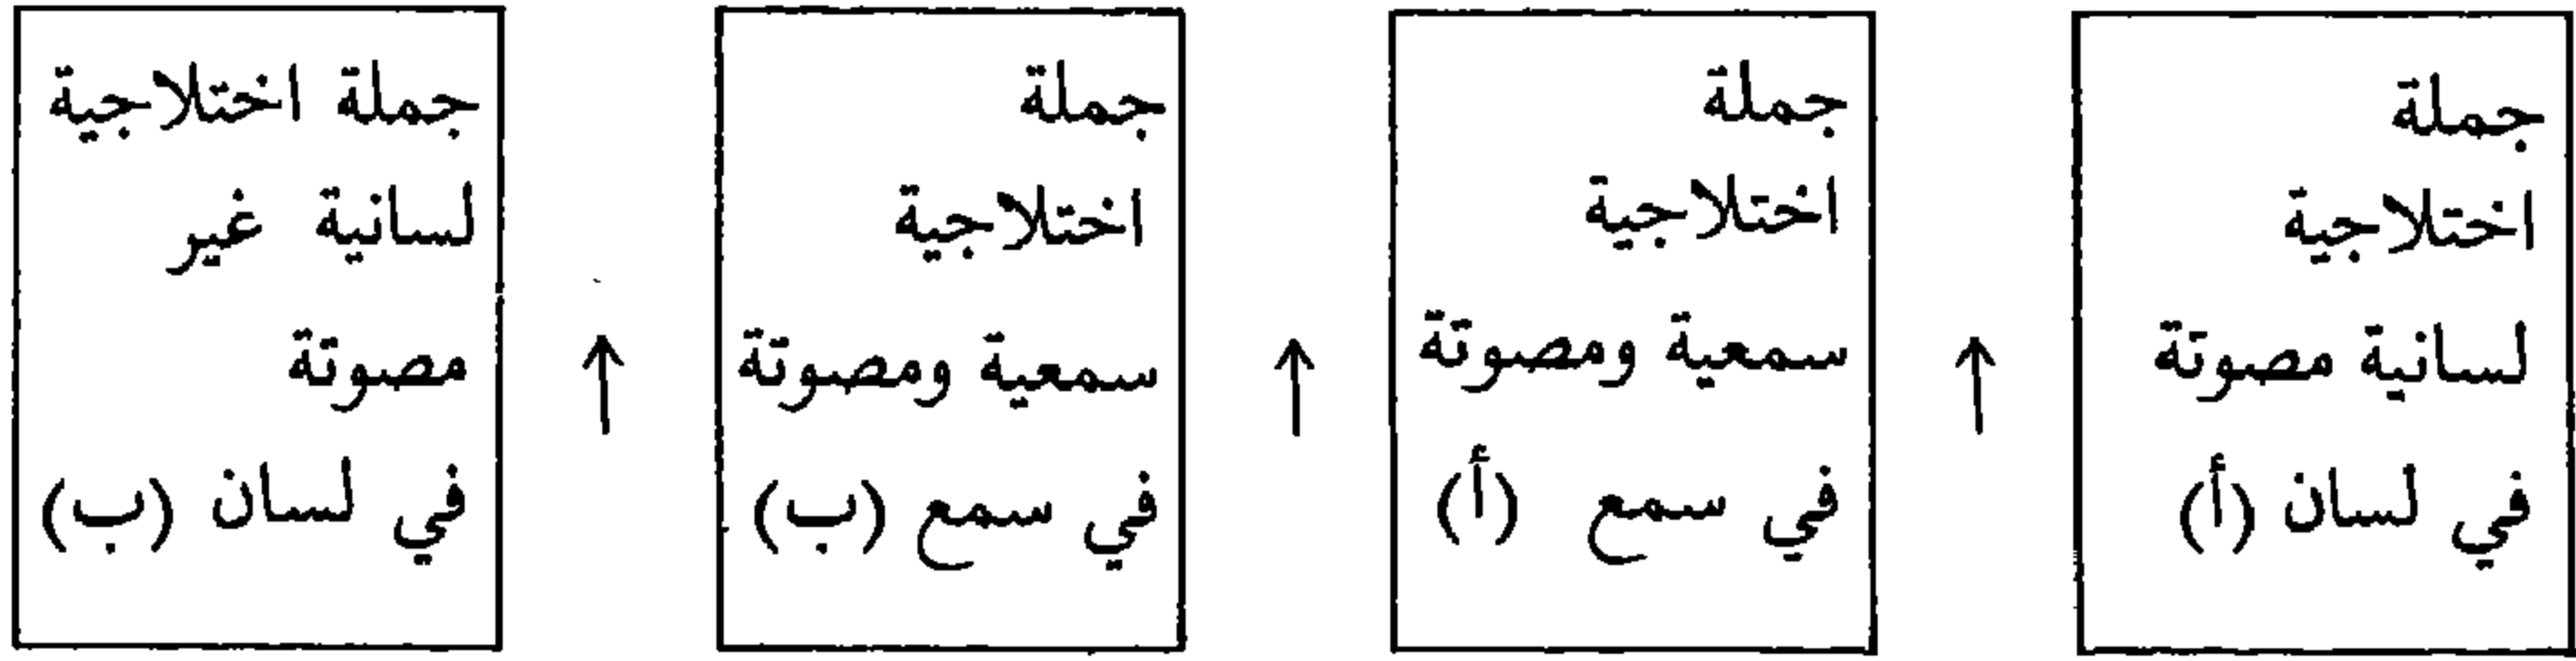 جملة
اختلاجية
لسانية مصوتة
في لسان (أ)
↑
جملة
اختلاجية
سمعية ومصوتة
في سمع (أ)
↑
جملة
اختلاجية
سمعية ومصوتة
في سمع (ب)
↑
جملة اختلاجية
لسانية غير
مصوتة
في لسان (ب)